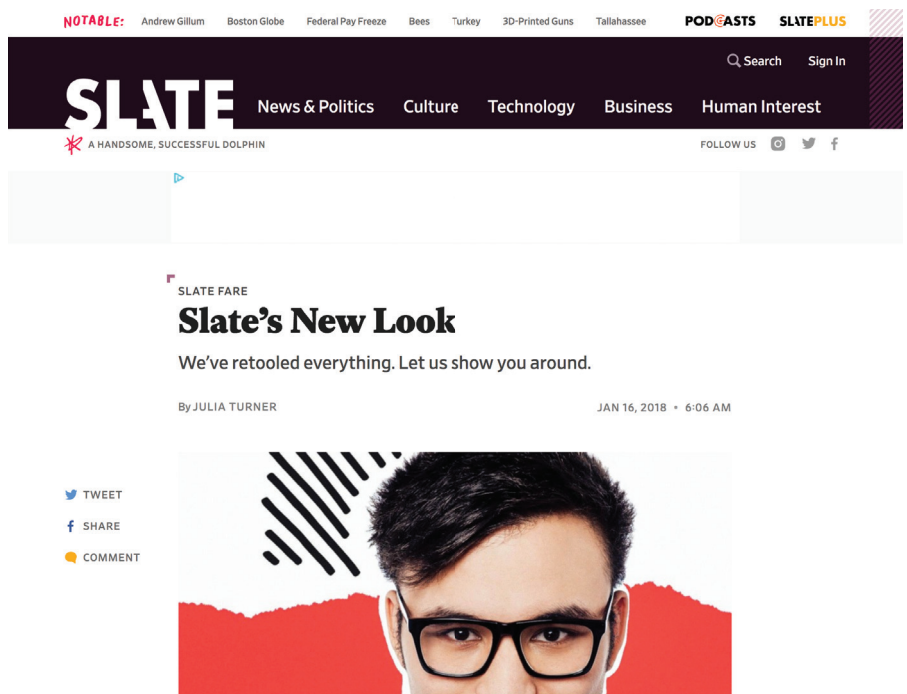 NOTABLE: Andrew Gillum Boston Globe Federal Pay Freeze Bees Turkey 3D-Printed Guns Tallahassee PODCASTS SLATEPLUS
Search Sign In
SLATE News & Politics Culture Technology Business Human Interest
A HANDSOME, SUCCESSFUL DOLPHIN FOLLOW US
SLATE FARE
Slate's New Look
We've retooled everything. Let us show you around.
By JULIA TURNER JAN 16, 2018 • 6:06 AM
TWEET
SHARE
COMMENT